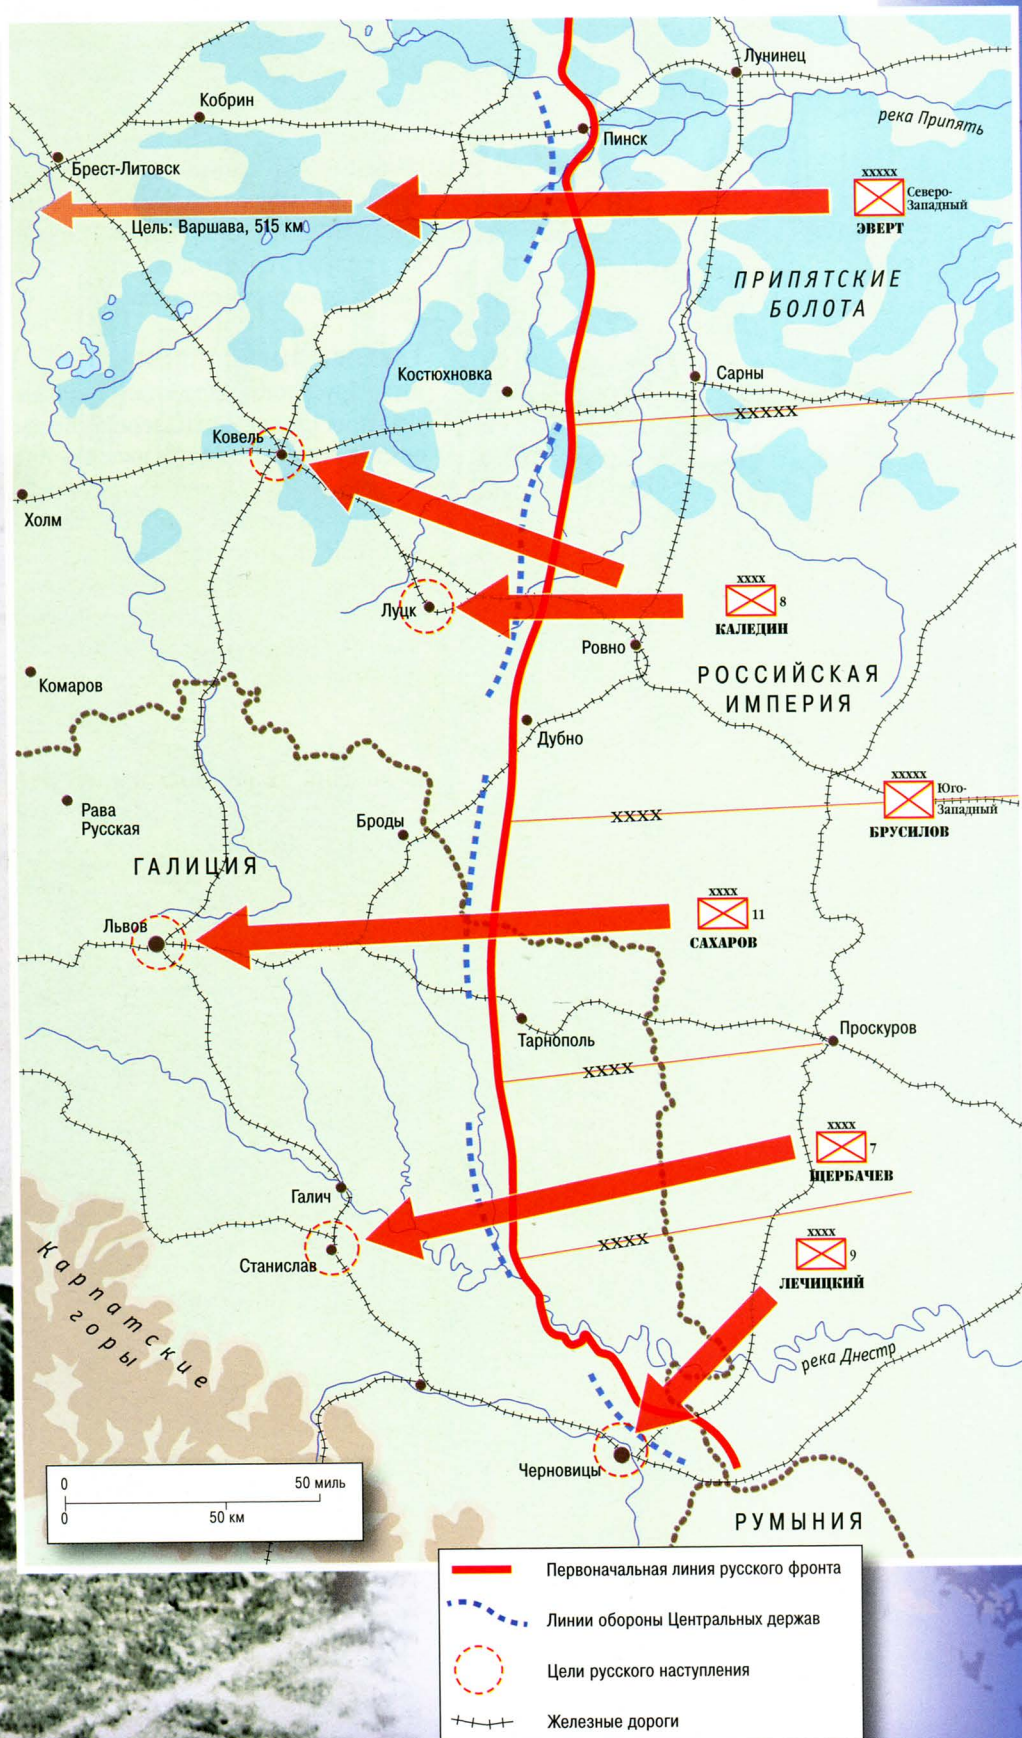 Лунинец
Кобрин
река Припять
Пинск
Брест-Литовск
XXXXX
Северо-
Западный
ЭВЕРТ
Цель: Варшава, 515 км
ПРИПЯТСКИЕ
БОЛОТА
Костюхновка
Сарны
XXXXX
Ковель
Холм
XXXX
8
КАЛЕДИН
Луцк
Ровно
РОССИЙСКАЯ
ИМПЕРИЯ
Комаров
Дубно
XXXXX
Юго-
Западный
БРУСИЛОВ
Рава
Русская
Броды
XXXX
ГАЛИЦИЯ
XXXX
11
САХАРОВ
Львов
Тарнополь
Проскуров
XXXX
XXXX
7
ЩЕРБАЧЕВ
Галич
XXXX
XXXX
9
ЛЕЧИЦКИЙ
Станислав
Карпатские
горы
река Днестр
Черновицы
0
50 миль
0
50 км
РУМЫНИЯ
Первоначальная линия русского фронта
Линии обороны Центральных держав
Цели русского наступления
Железные дороги